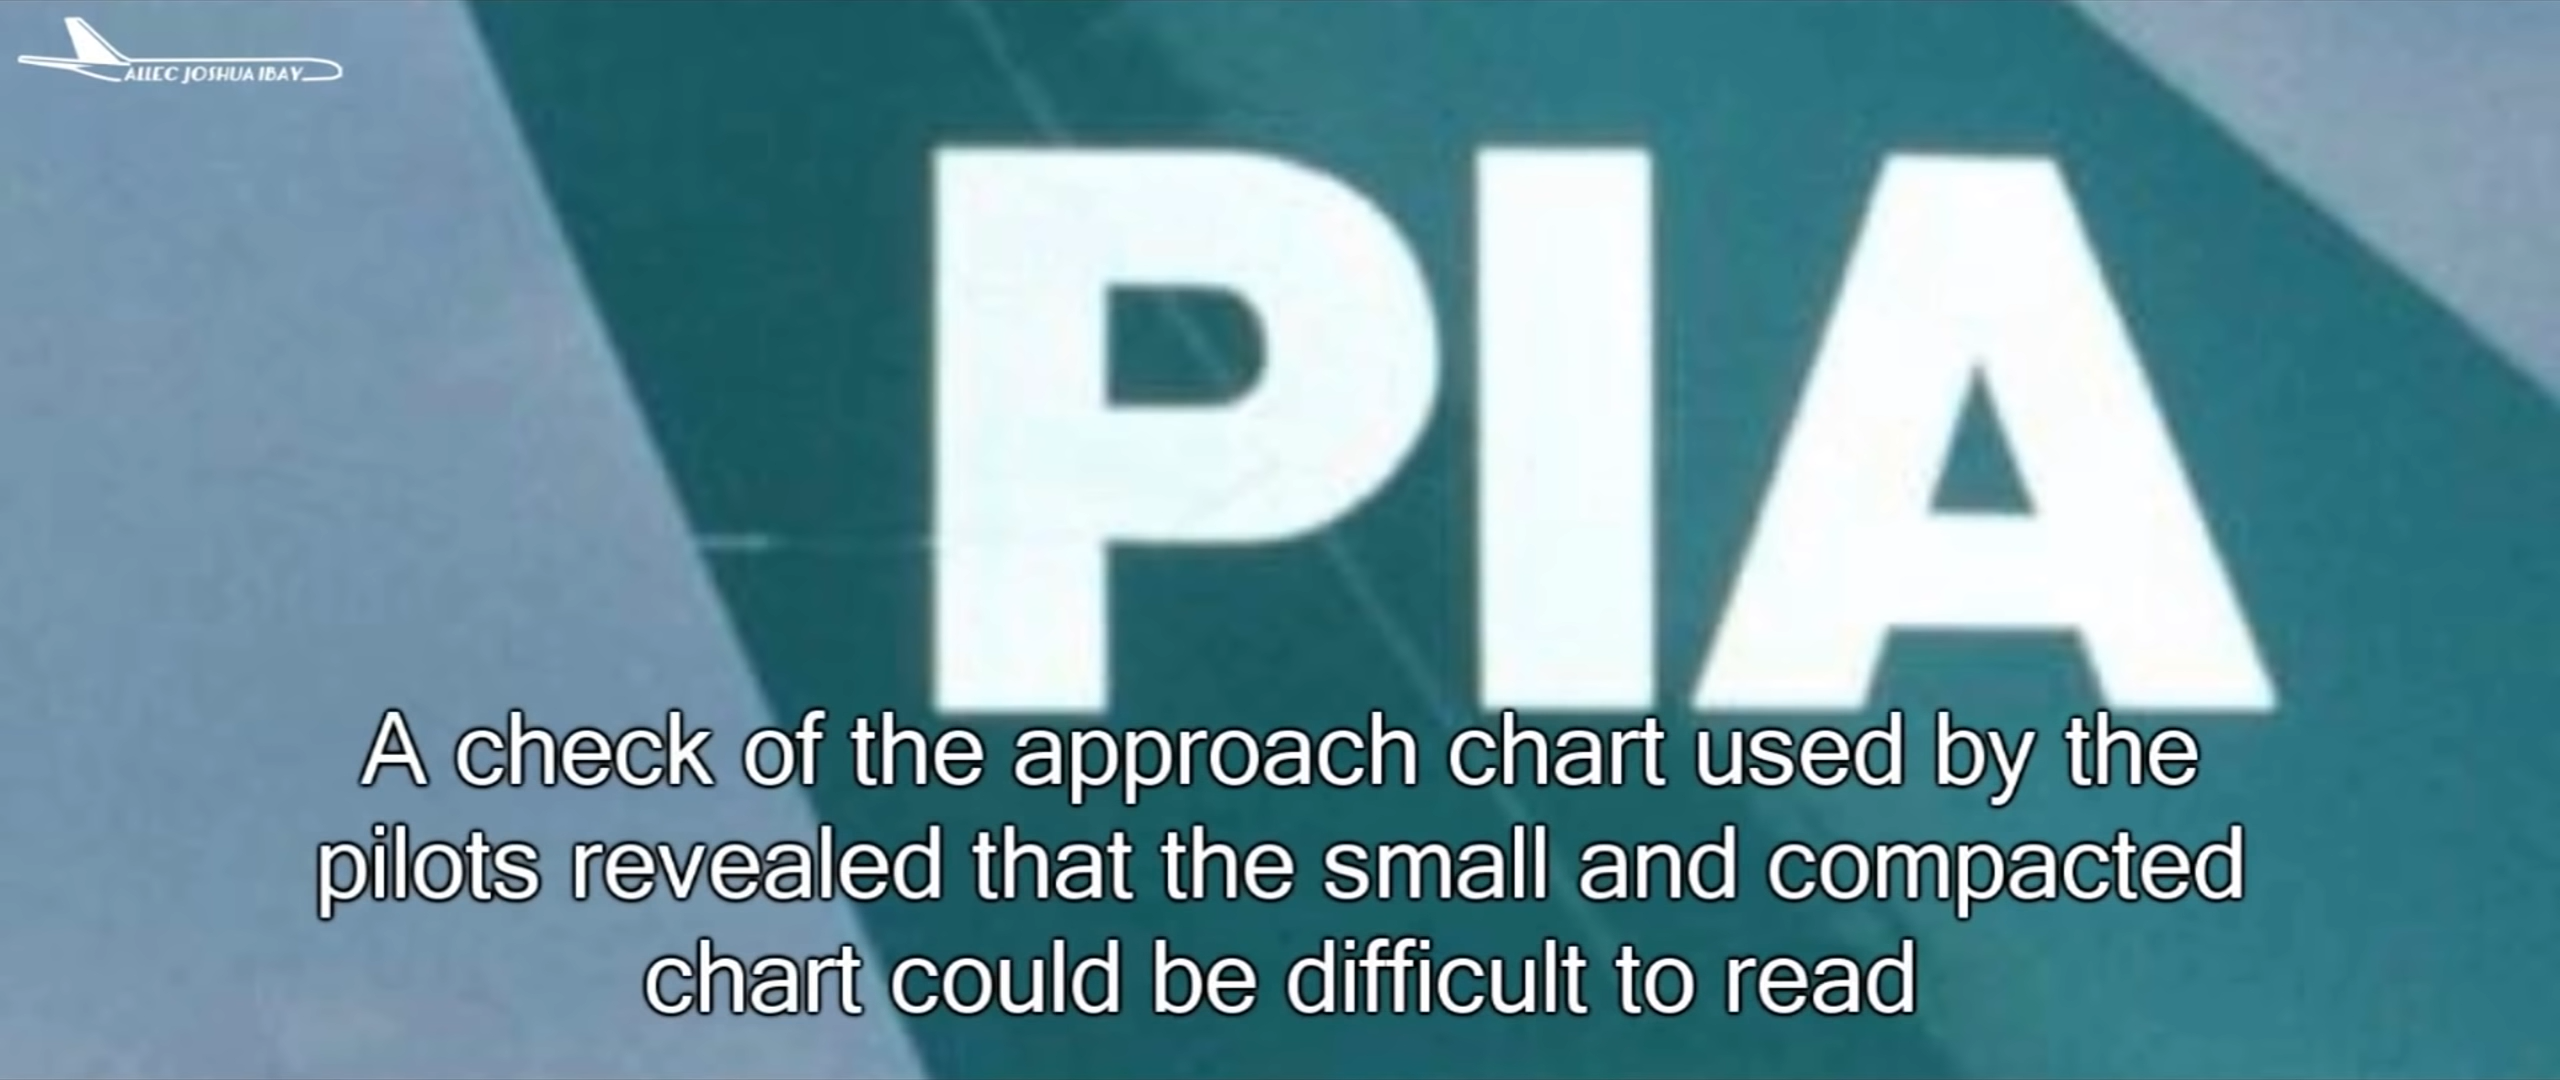 ALLEC JOSHUA IBAY
PIA
A check of the approach chart used by the
pilots revealed that the small and compacted
chart could be difficult to read